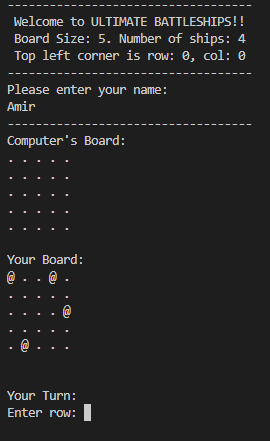 -----------------------------------
Welcome to ULTIMATE BATTLESHIPS!!
Board Size: 5. Number of ships: 4
Top left corner is row: 0, col: 0
-----------------------------------
Please enter your name:
Amir
-----------------------------------
Computer's Board:
. . . . .
. . . . .
. . . . .
. . . . .
. . . . .
Your Board:
@ . . @ .
. . . . .
. . . . @
. . . . .
. @ . . .
Your Turn:
Enter row: